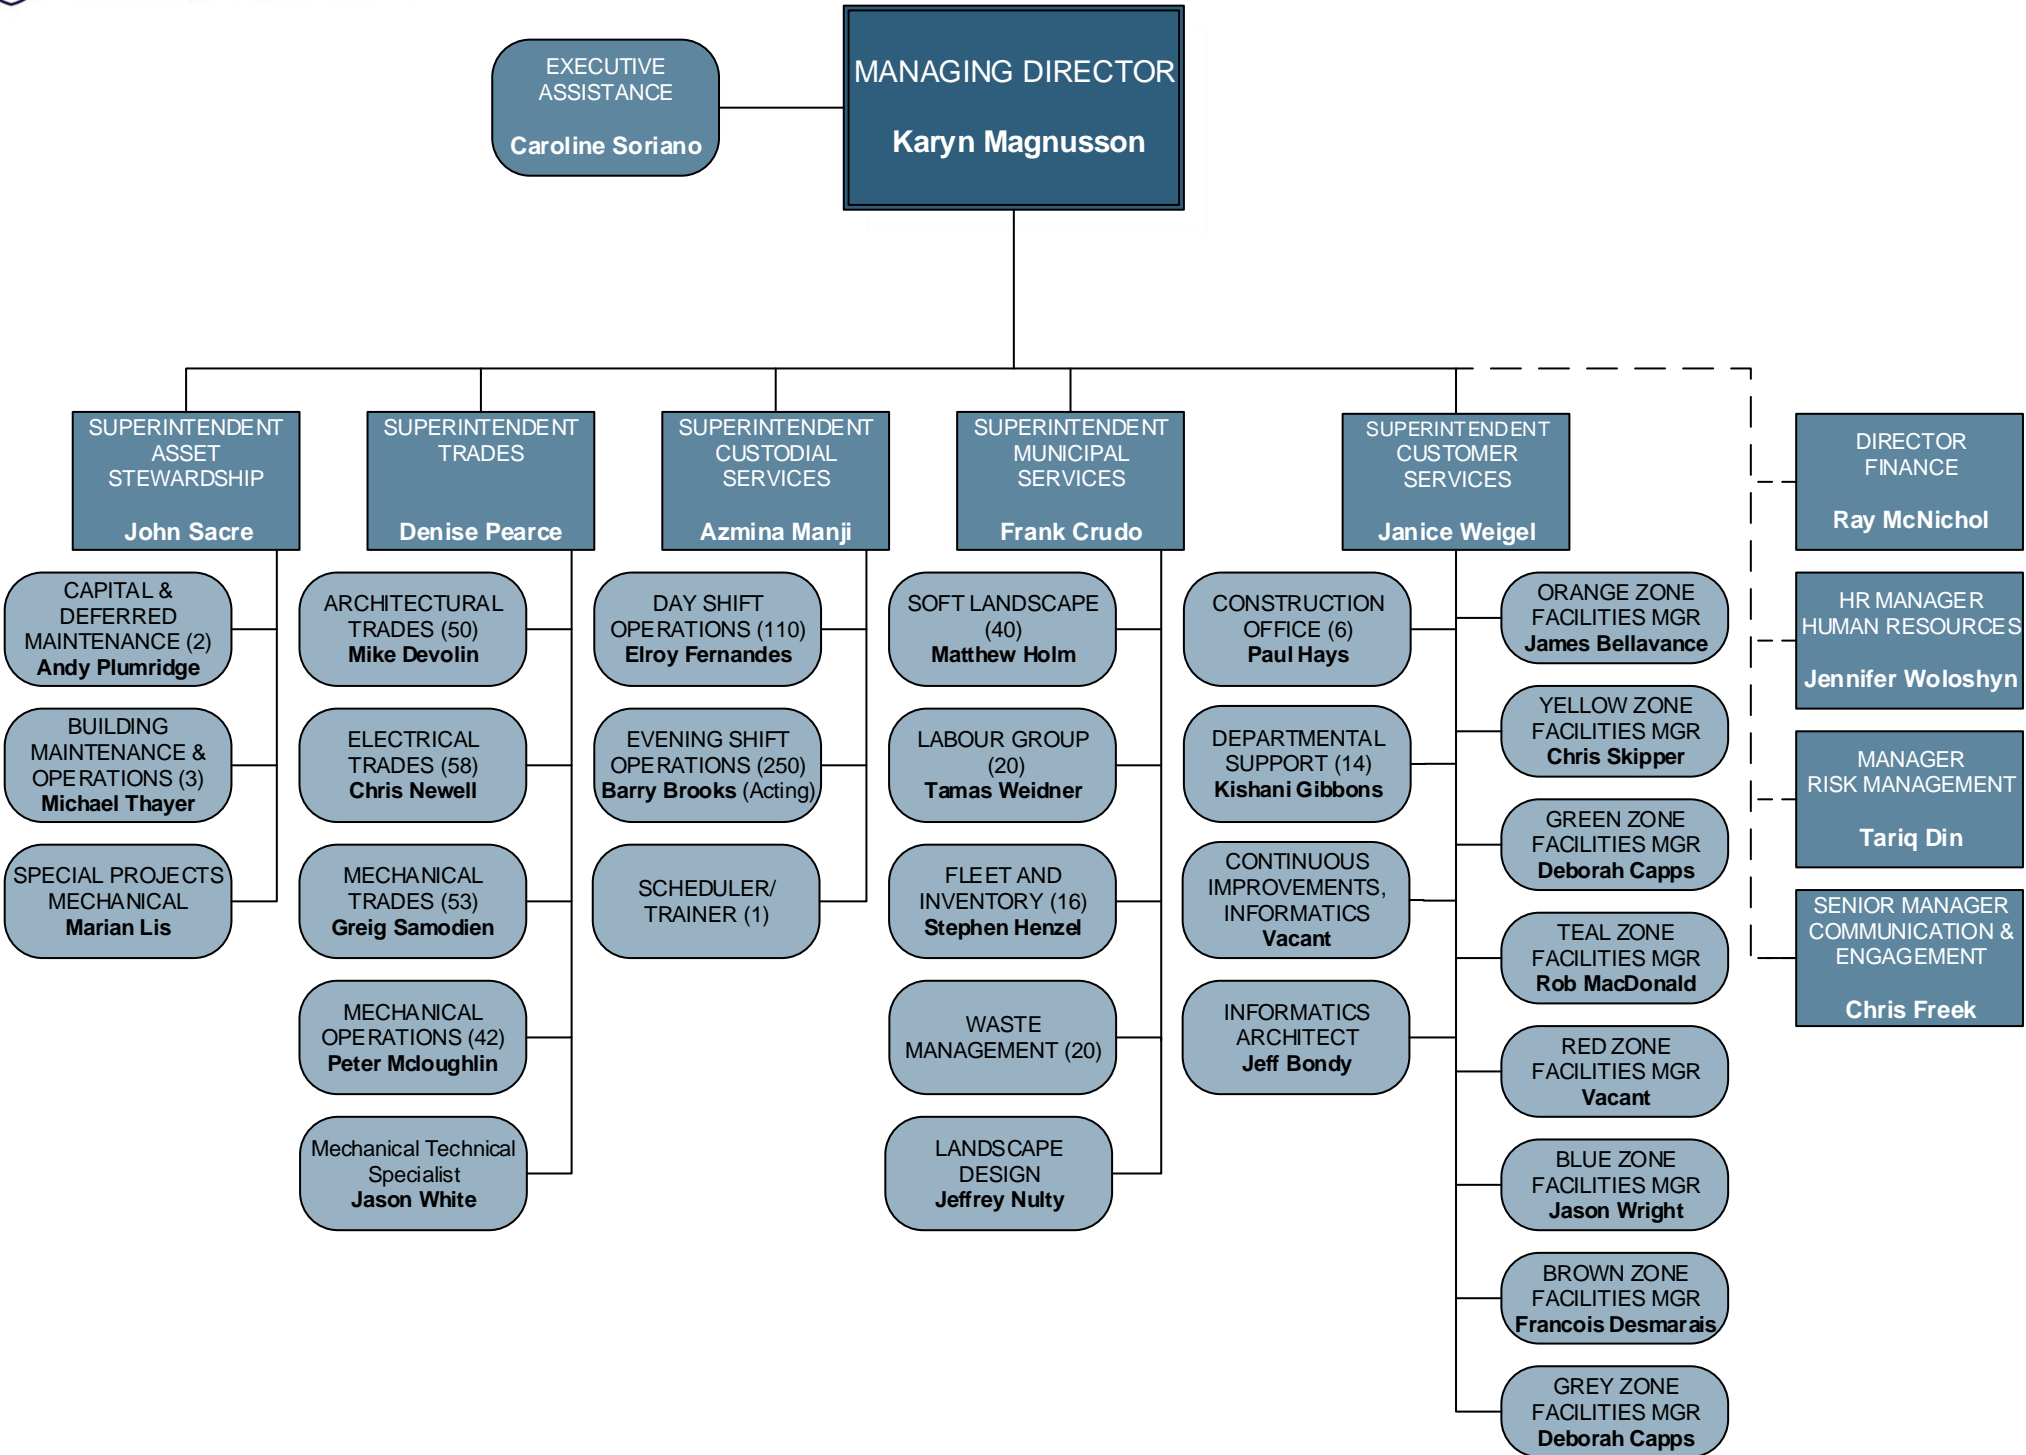 EXECUTIVE
ASSISTANCE
Caroline Soriano
MANAGING DIRECTOR
Karyn Magnusson
SUPERINTENDENT
ASSET
STEWARDSHIP
John Sacre
SUPERINTENDENT
TRADES
Denise Pearce
SUPERINTENDENT
CUSTODIAL
SERVICES
Azmina Manji
SUPERINTENDENT
MUNICIPAL
SERVICES
Frank Crudo
SUPERINTENDENT
CUSTOMER
SERVICES
Janice Weigel
DIRECTOR
FINANCE
Ray McNichol
HR MANAGER
HUMAN RESOURCES
Jennifer Woloshyn
MANAGER
RISK MANAGEMENT
Tariq Din
SENIOR MANAGER
COMMUNICATION &
ENGAGEMENT
Chris Freek
CAPITAL &
DEFERRED
MAINTENANCE (2)
Andy Plumridge
BUILDING
MAINTENANCE &
OPERATIONS (3)
Michael Thayer
SPECIAL PROJECTS
MECHANICAL
Marian Lis
ARCHITECTURAL
TRADES (50)
Mike Devolin
ELECTRICAL
TRADES (58)
Chris Newell
MECHANICAL
TRADES (53)
Greig Samodien
MECHANICAL
OPERATIONS (42)
Peter Mcloughlin
Mechanical Technical
Specialist
Jason White
DAY SHIFT
OPERATIONS (110)
Elroy Fernandes
EVENING SHIFT
OPERATIONS (250)
Barry Brooks (Acting)
SCHEDULER/
TRAINER (1)
SOFT LANDSCAPE
(40)
Matthew Holm
LABOUR GROUP
(20)
Tamas Weidner
FLEET AND
INVENTORY (16)
Stephen Henzel
WASTE
MANAGEMENT (20)
LANDSCAPE
DESIGN
Jeffrey Nulty
CONSTRUCTION
OFFICE (6)
Paul Hays
DEPARTMENTAL
SUPPORT (14)
Kishani Gibbons
CONTINUOUS
IMPROVEMENTS,
INFORMATICS
Vacant
INFORMATICS
ARCHITECT
Jeff Bondy
ORANGE ZONE
FACILITIES MGR
James Bellavance
YELLOW ZONE
FACILITIES MGR
Chris Skipper
GREEN ZONE
FACILITIES MGR
Deborah Capps
TEAL ZONE
FACILITIES MGR
Rob MacDonald
RED ZONE
FACILITIES MGR
Vacant
BLUE ZONE
FACILITIES MGR
Jason Wright
BROWN ZONE
FACILITIES MGR
Francois Desmarais
GREY ZONE
FACILITIES MGR
Deborah Capps